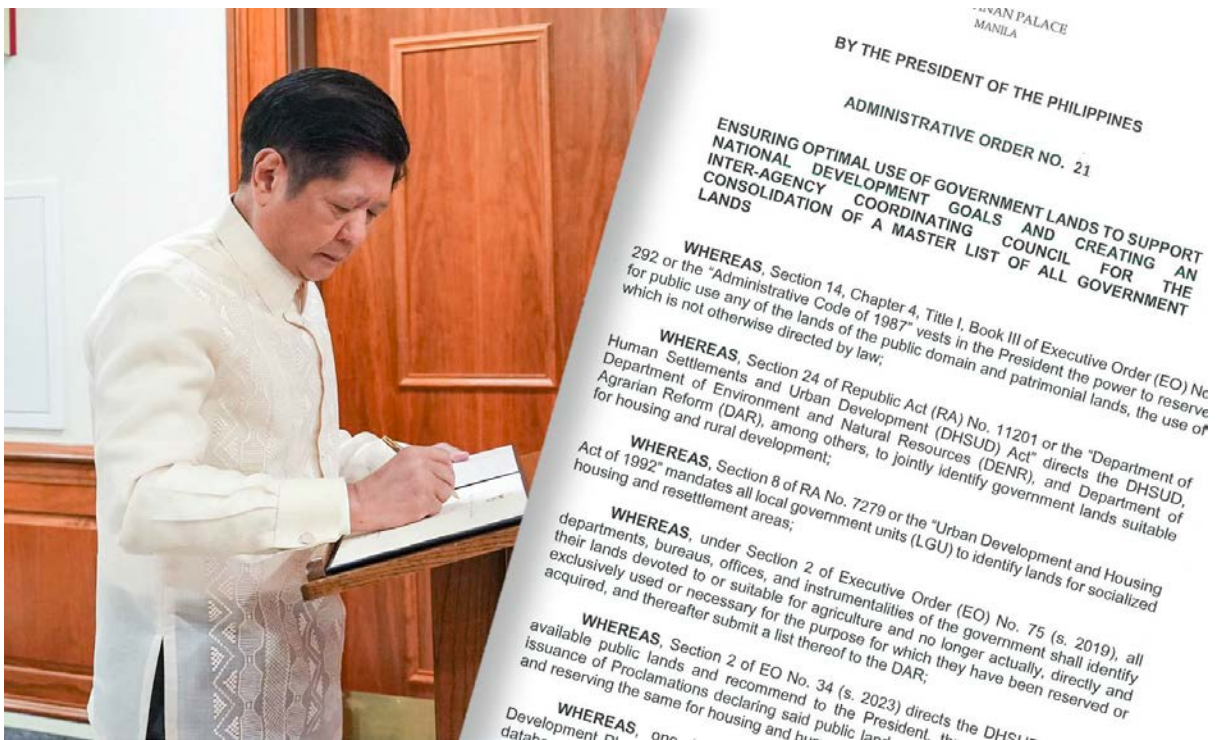 PALACE
MANILA
BY THE PRESIDENT OF THE PHILIPPINES
ADMINISTRATIVE ORDER NO. 21
ENSURING OPTIMAL USE OF GOVERNMENT LANDS TO SUPPORT
NATIONAL DEVELOPMENT GOALS AND CREATING AN
INTER-AGENCY COORDINATING COUNCIL FOR THE
CONSOLIDATION OF A MASTER LIST OF ALL GOVERNMENT
LANDS
WHEREAS, Section 14, Chapter 4, Title I, Book III of Executive Order (EO) No
292 or the "Administrative Code of 1987" vests in the President the power to reserve
for public use any of the lands of the public domain and patrimonial lands, the use of
which is not otherwise directed by law;
WHEREAS, Section 24 of Republic Act (RA) No. 11201 or the "Department of
Human Settlements and Urban Development (DHSUD) Act" directs the DHSUD,
Department of Environment and Natural Resources (DENR), and Department of
Agrarian Reform (DAR), among others, to jointly identify government lands suitable
for housing and rural development;
WHEREAS, Section 8 of RA No. 7279 or the "Urban Development and Housing
Act of 1992" mandates all local government units (LGU) to identify lands for socialized
housing and resettlement areas;
WHEREAS, under Section 2 of Executive Order (EO) No. 75 (s. 2019), all
departments, bureaus, offices, and instrumentalities of the government shall identify
their lands devoted to or suitable for agriculture and no longer actually, directly and
exclusively used or necessary for the purpose for which they have been reserved or
acquired, and thereafter submit a list thereof to the DAR;
WHEREAS, Section 2 of EO No. 34 (s. 2023) directs the DHSUD
available public lands and recommend to the President,
issuance of Proclamations declaring said public
and reserving the same for housing and
WHEREAS,
Development